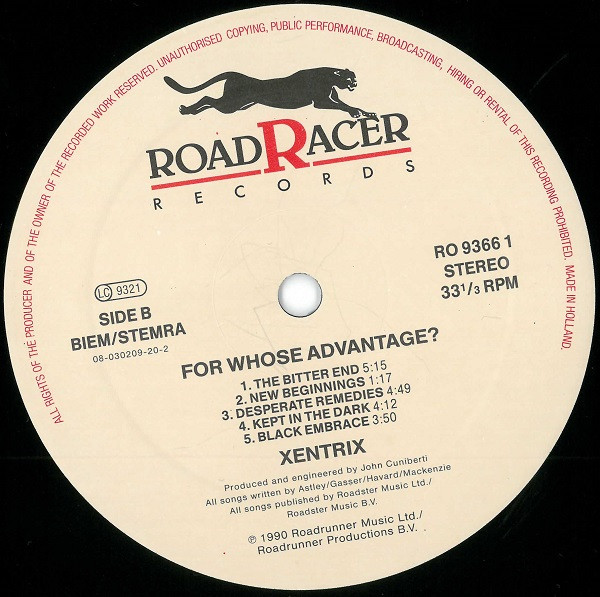 ALL RIGHTS OF THE PRODUCER AND OF THE OWNER OF THE RECORDED WORK RESERVED. UNAUTHORISED COPYING, PUBLIC PERFORMANCE, BROADCASTING, HIRING OR RENTAL OF THIS RECORDING PROHIBITED. MADE IN HOLLAND.
ROADRACER
RECORDS
LC 9321
SIDE B
BIEM/STEMRA
08-030209-20-2
RO 9366 1
STEREO
33 1/3 RPM
FOR WHOSE ADVANTAGE?
1. THE BITTER END 5:15
2. NEW BEGINNINGS 1:17
3. DESPERATE REMEDIES 4:49
4. KEPT IN THE DARK 4:12
5. BLACK EMBRACE 3:50
XENTRIX
Produced and engineered by John Cuniberti
All songs written by Astley/Gasser/Havard/Mackenzie
All songs published by Roadster Music Ltd./
Roadster Music B.V.
℗ 1990 Roadrunner Music Ltd./
Roadrunner Productions B.V.